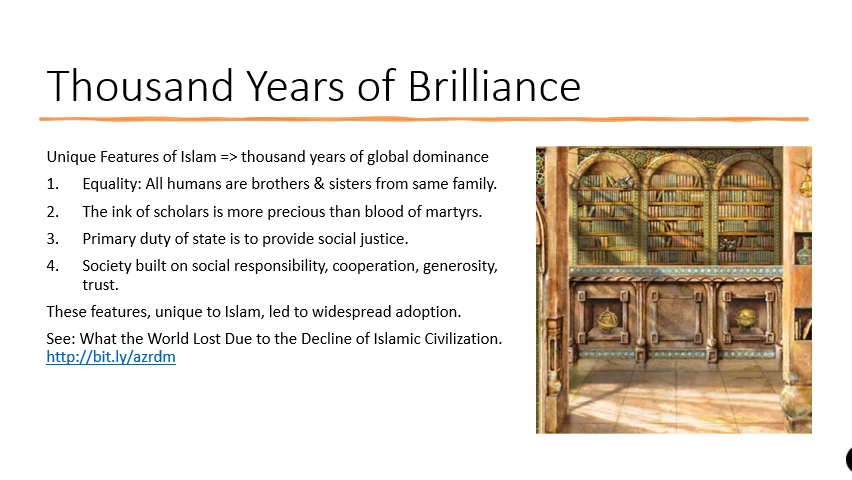 Thousand Years of Brilliance
Unique Features of Islam => thousand years of global dominance
1. Equality: All humans are brothers & sisters from same family.
2. The ink of scholars is more precious than blood of martyrs.
3. Primary duty of state is to provide social justice.
4. Society built on social responsibility, cooperation, generosity,
trust.
These features, unique to Islam, led to widespread adoption.
See: What the World Lost Due to the Decline of Islamic Civilization.
http://bit.ly/azrdm